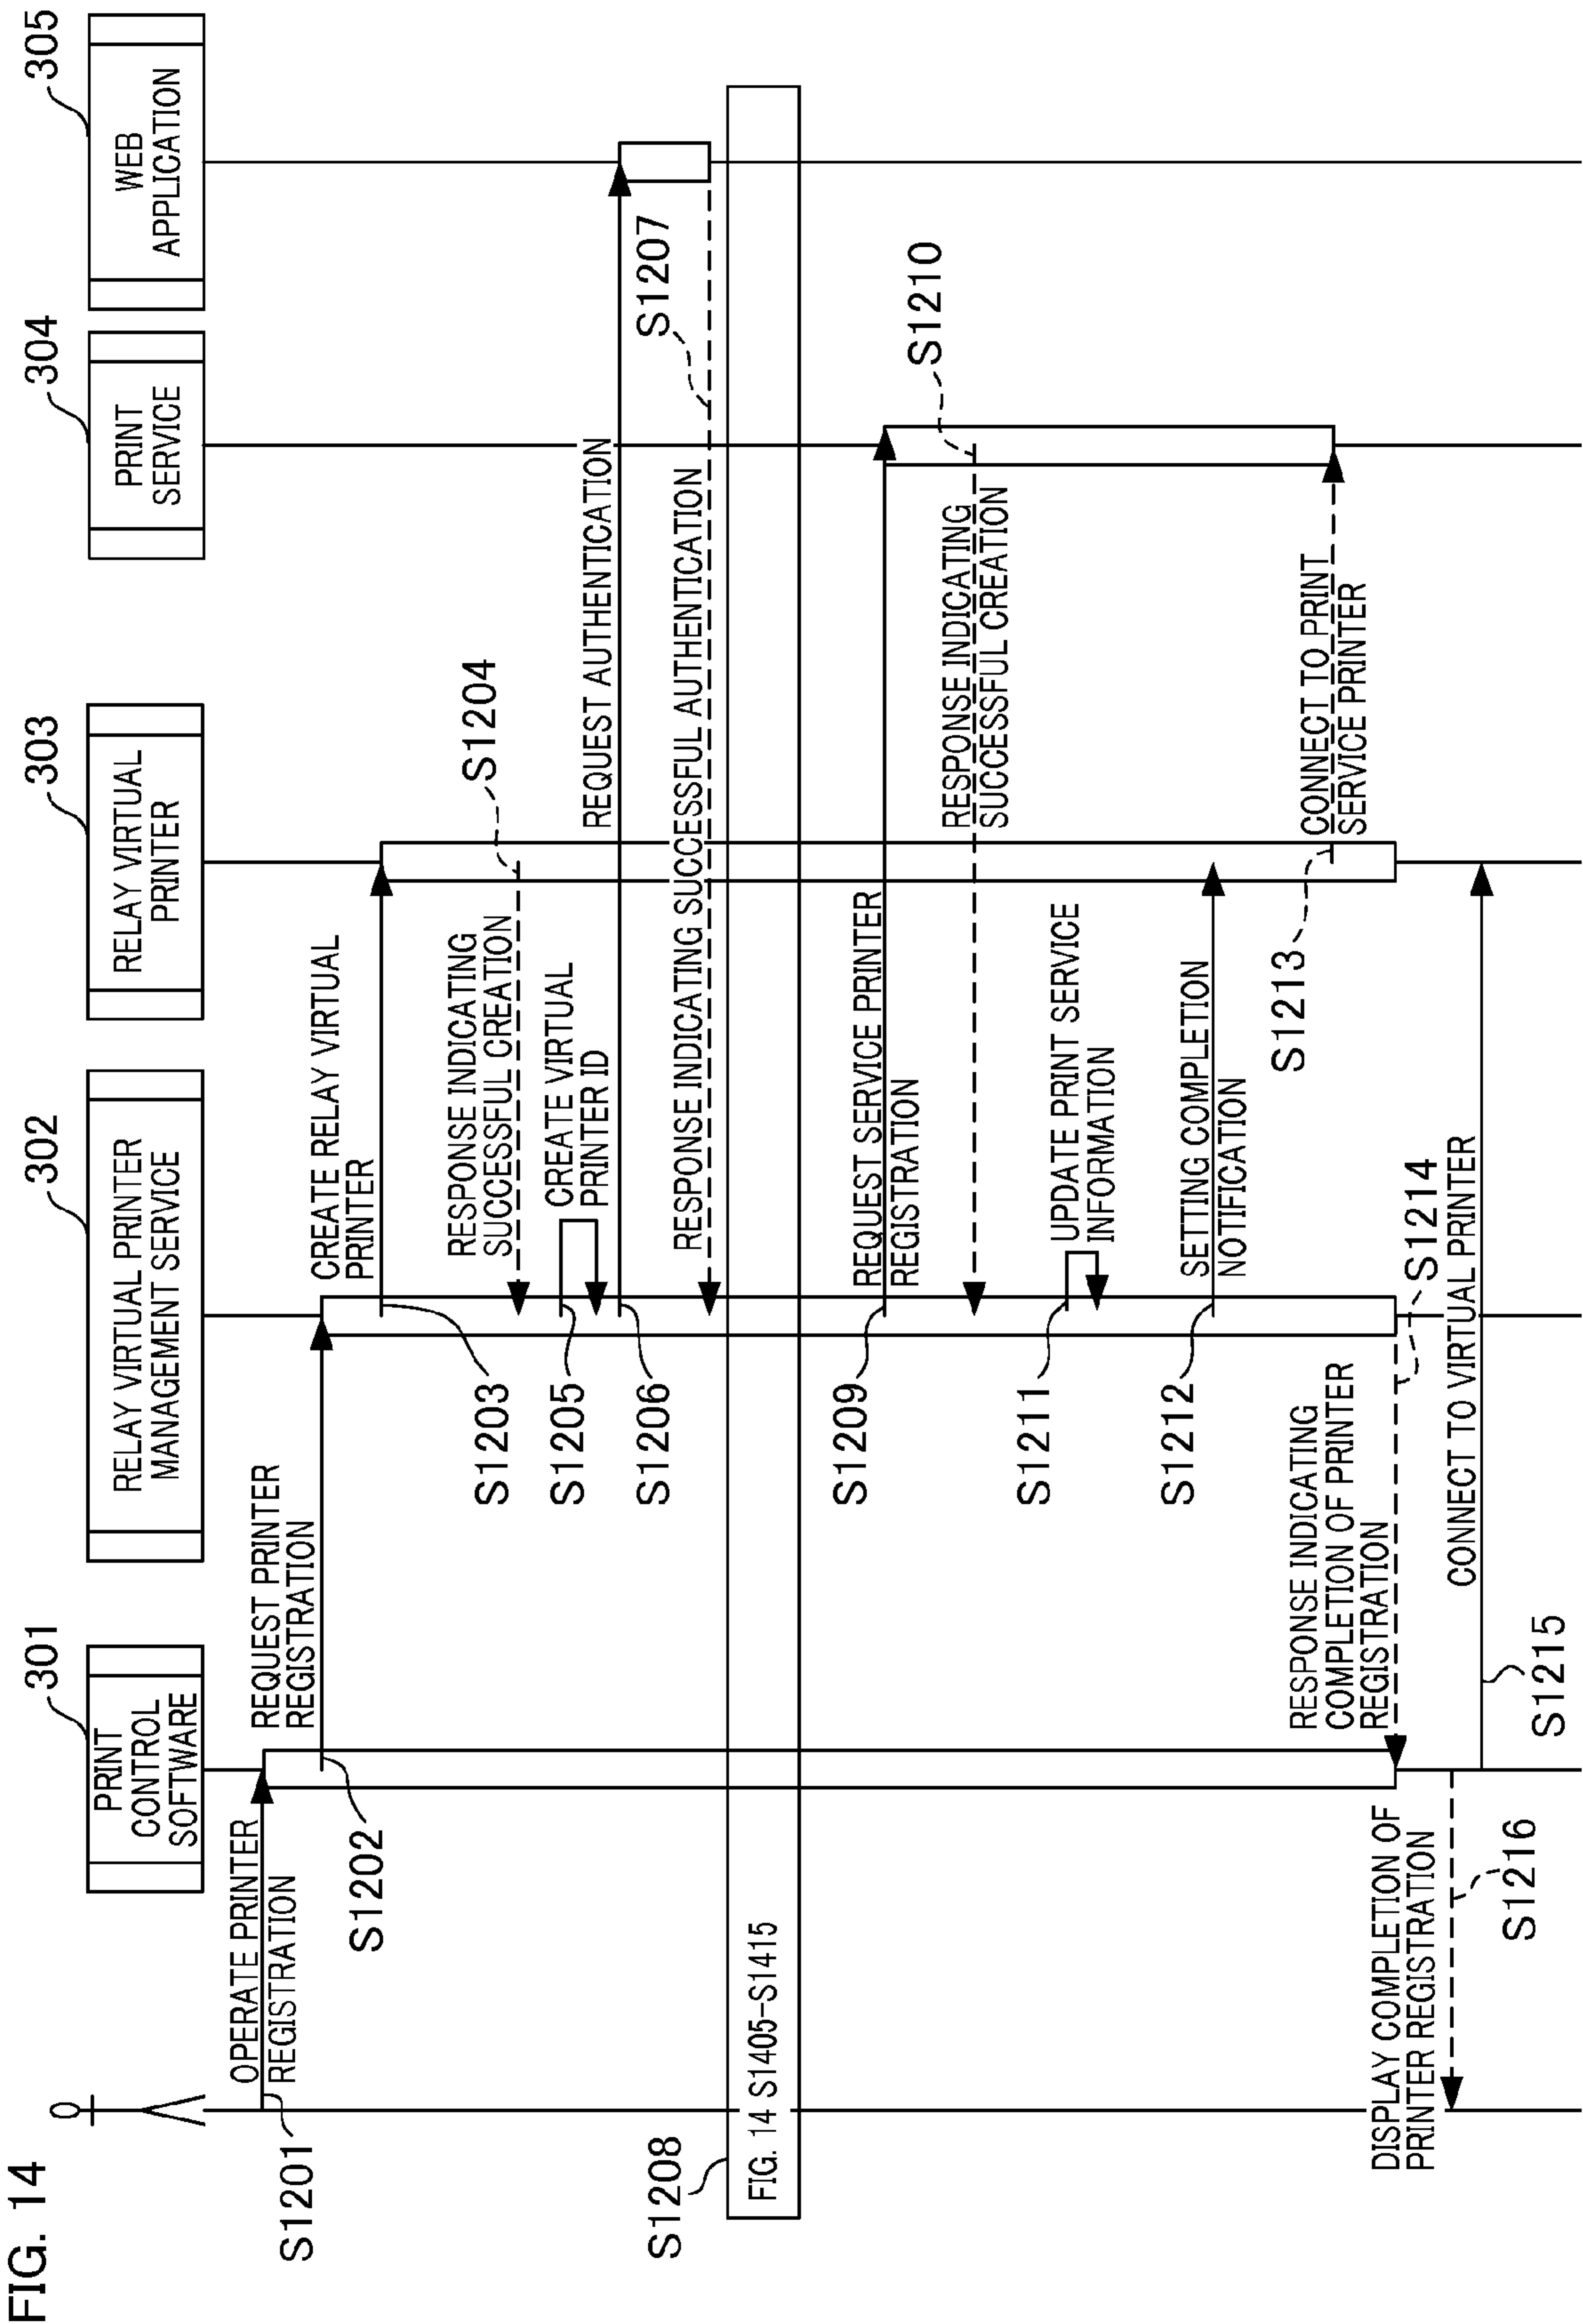 FIG. 14
301
302
303
304
305
PRINT
CONTROL
SOFTWARE
RELAY VIRTUAL PRINTER
MANAGEMENT SERVICE
RELAY VIRTUAL
PRINTER
PRINT
SERVICE
WEB
APPLICATION
OPERATE PRINTER
REGISTRATION
S1201
REQUEST PRINTER
REGISTRATION
S1202
CREATE RELAY VIRTUAL
PRINTER
S1203
RESPONSE INDICATING
SUCCESSFUL CREATION
S1204
CREATE VIRTUAL
PRINTER ID
S1205
REQUEST AUTHENTICATION
S1206
S1207
RESPONSE INDICATING SUCCESSFUL AUTHENTICATION
S1208
FIG. 14 S1405-S1415
REQUEST SERVICE PRINTER
REGISTRATION
S1209
S1210
RESPONSE INDICATING
SUCCESSFUL CREATION
UPDATE PRINT SERVICE
INFORMATION
S1211
SETTING COMPLETION
NOTIFICATION
S1212
S1213
CONNECT TO PRINT
SERVICE PRINTER
RESPONSE INDICATING
COMPLETION OF PRINTER
REGISTRATION
S1214
CONNECT TO VIRTUAL PRINTER
S1215
DISPLAY COMPLETION OF
PRINTER REGISTRATION
S1216